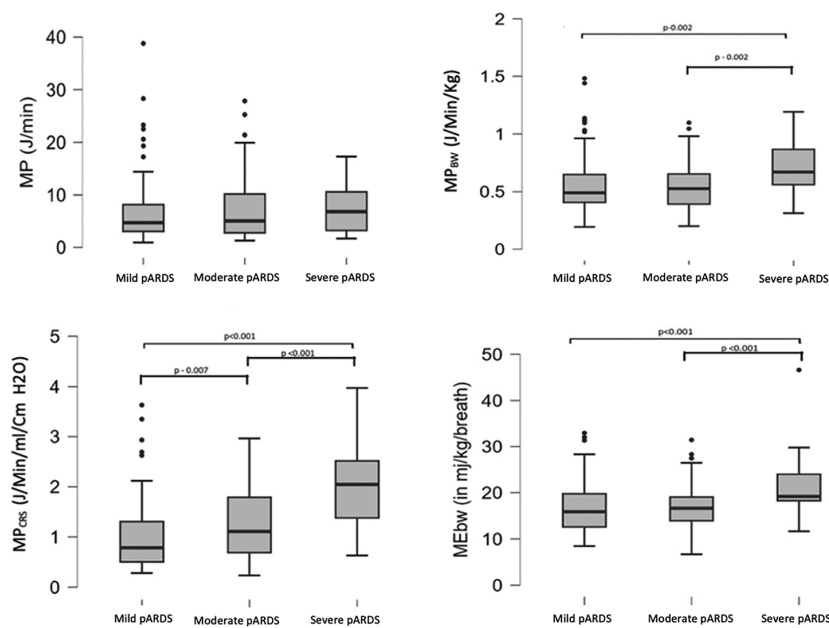 MP (J/min)
40
30
20
10
0
Mild pARDS Moderate pARDS Severe pARDS
MPBW (J/Min/Kg)
2
1.5
1
0.5
0
p-0.002
p - 0.002
Mild pARDS Moderate pARDS Severe pARDS
MPCRS (J/Min/ml/Cm H2O)
5
4
3
2
1
0
p<0.001
p <0.001
p - 0.007
Mild pARDS Moderate pARDS Severe pARDS
MEbw (in mj/kg/breath)
50
40
30
20
10
0
p<0.001
p <0.001
Mild pARDS Moderate pARDS Severe pARDS